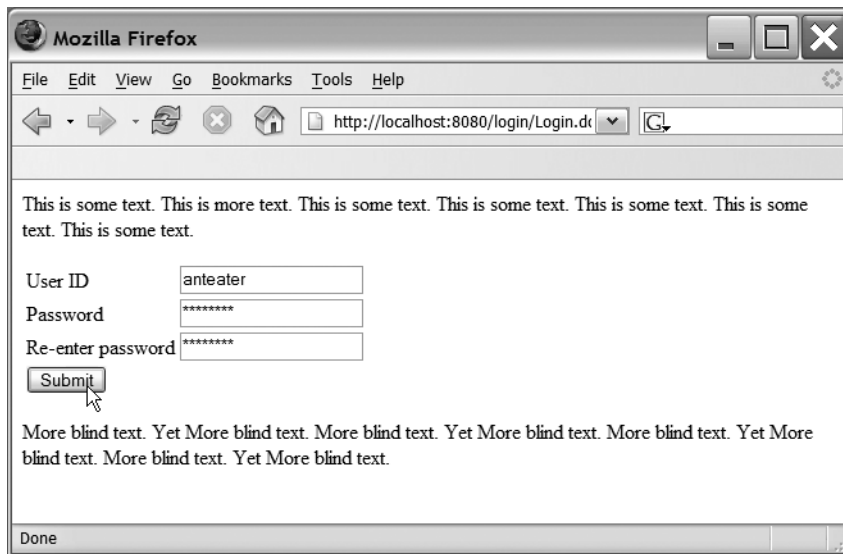 Mozilla Firefox
File Edit View Go Bookmarks Tools Help
http://localhost:8080/login/Login.dc
G
This is some text. This is more text. This is some text. This is some text. This is some text. This is some
text. This is some text.
User ID anteater
Password ********
Re-enter password ********
Submit
More blind text. Yet More blind text. More blind text. Yet More blind text. More blind text. Yet More
blind text. More blind text. Yet More blind text.
Done